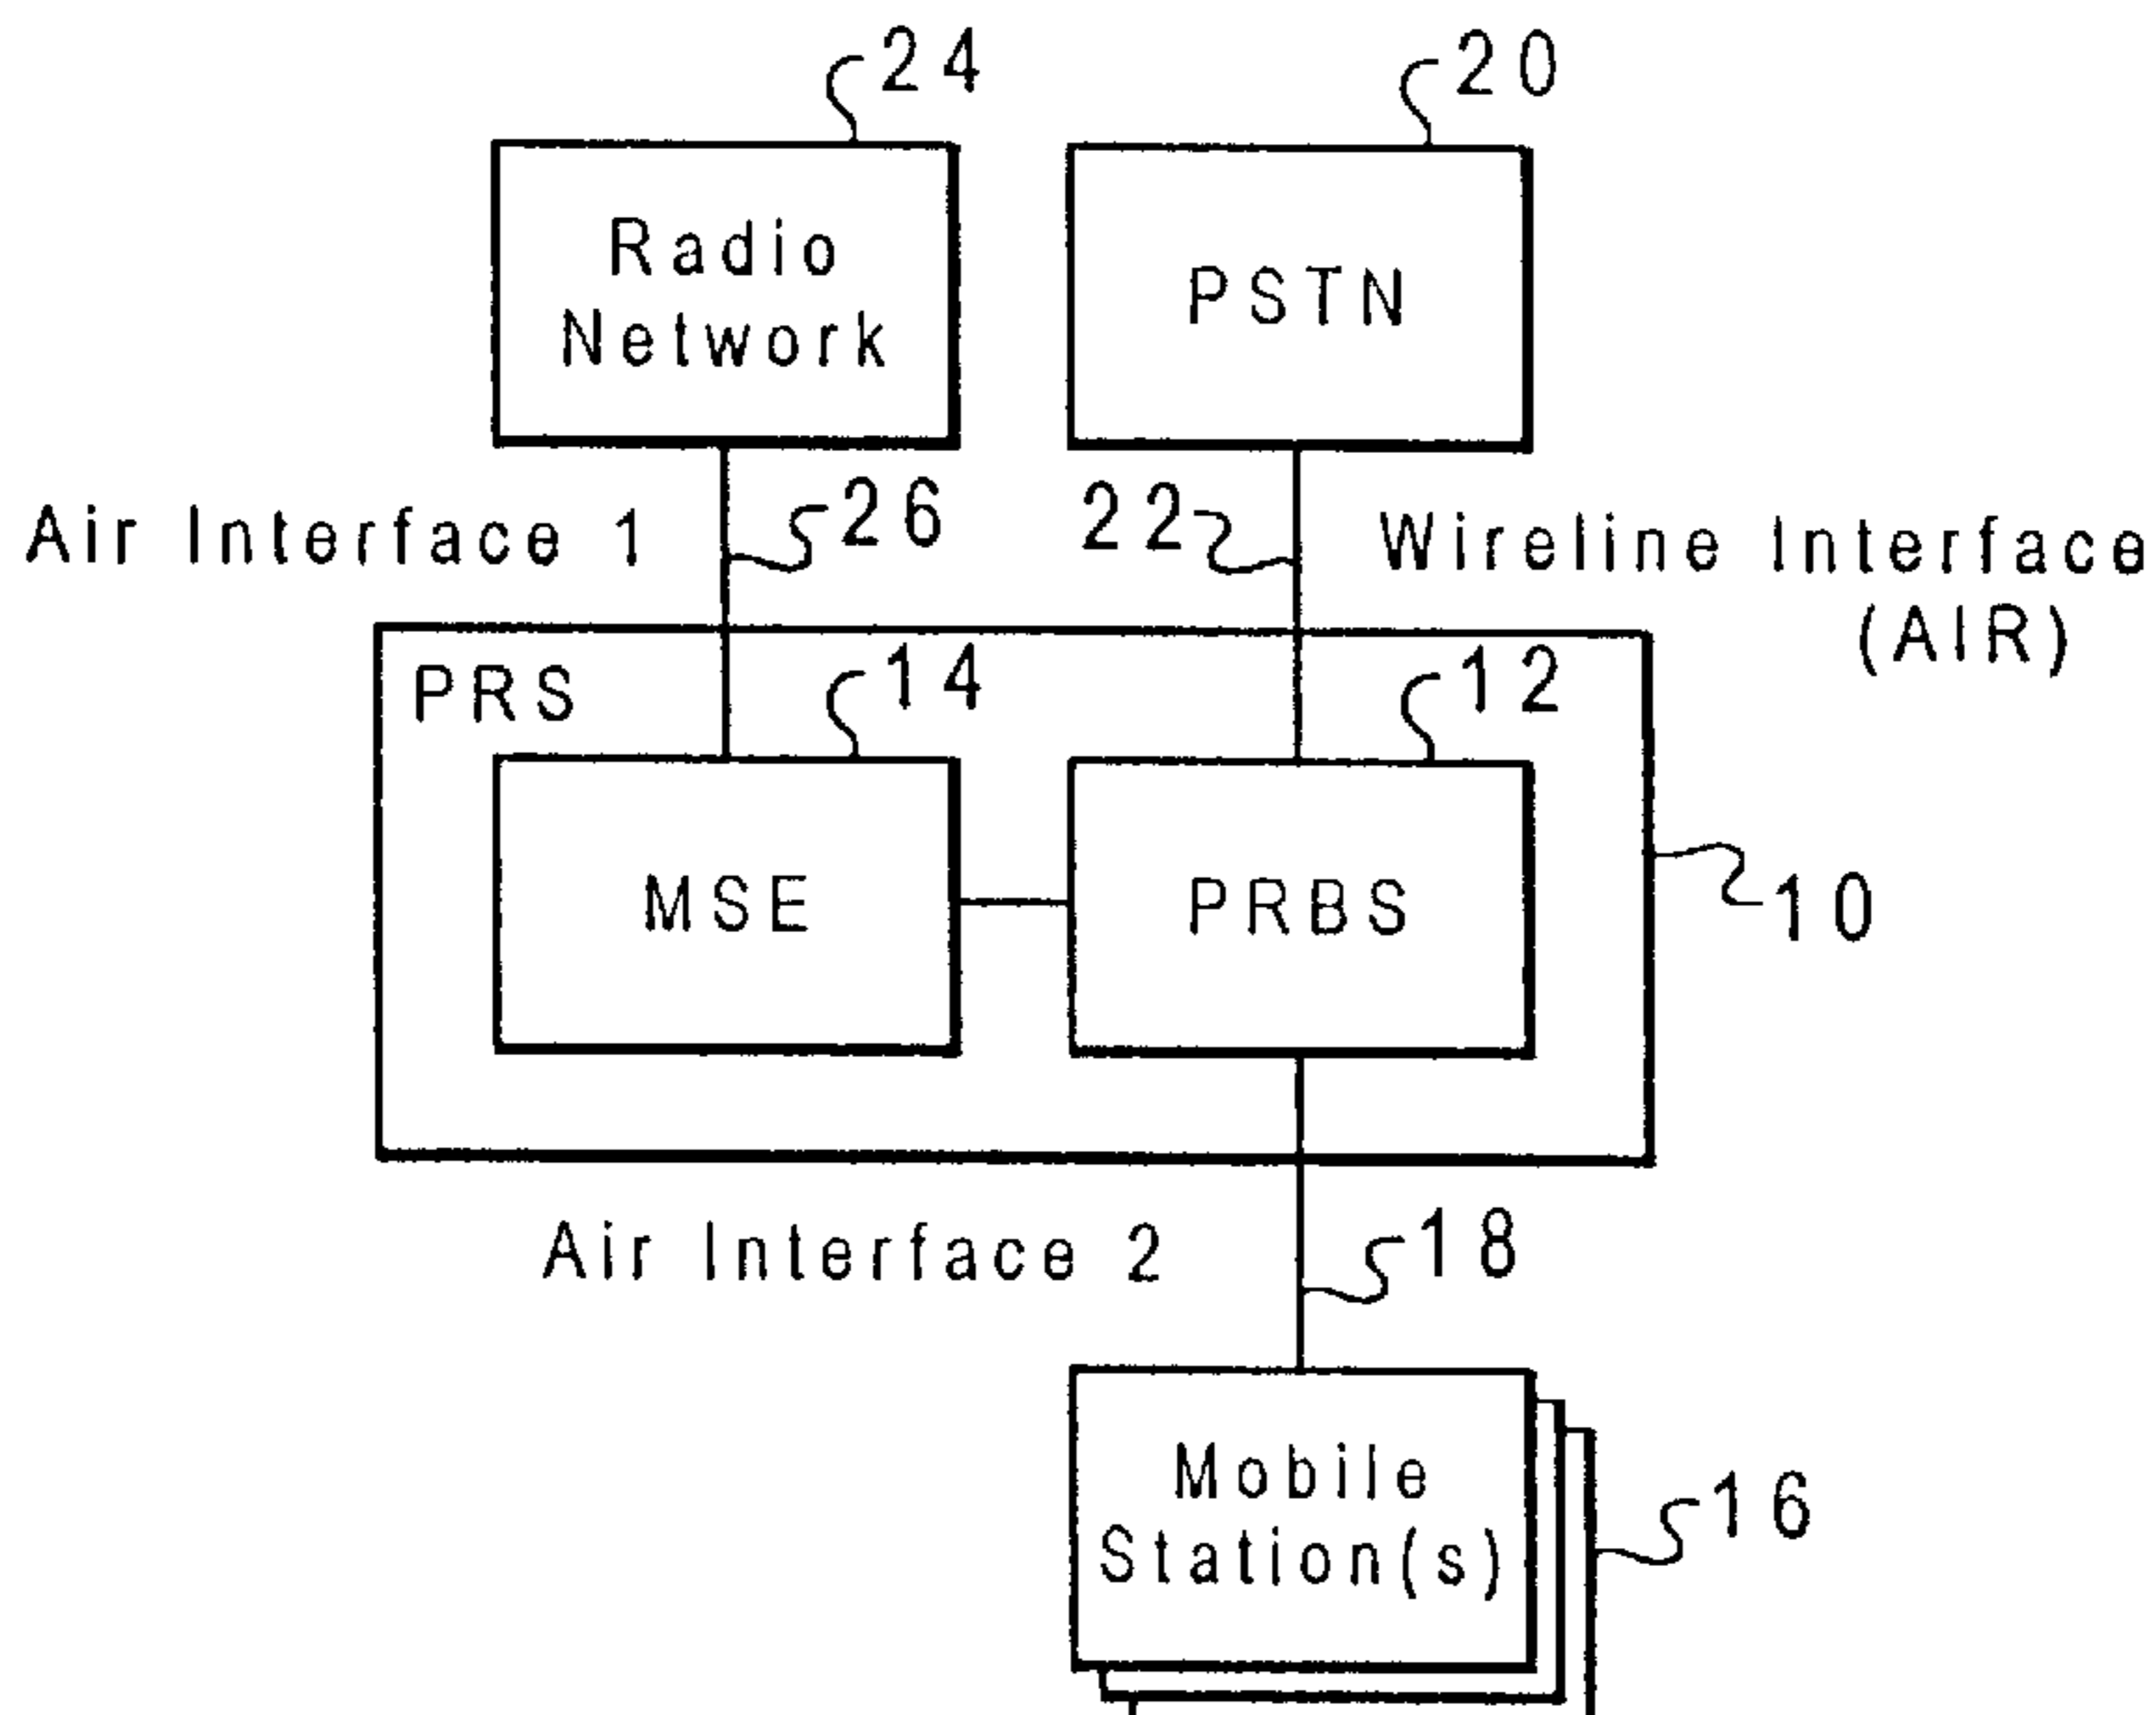 24
20
Radio
Network
PSTN
Air Interface 1
26
22
Wireline Interface
(AIR)
PRS
14
12
MSE
PRBS
10
Air Interface 2
18
Mobile
Station(s)
16